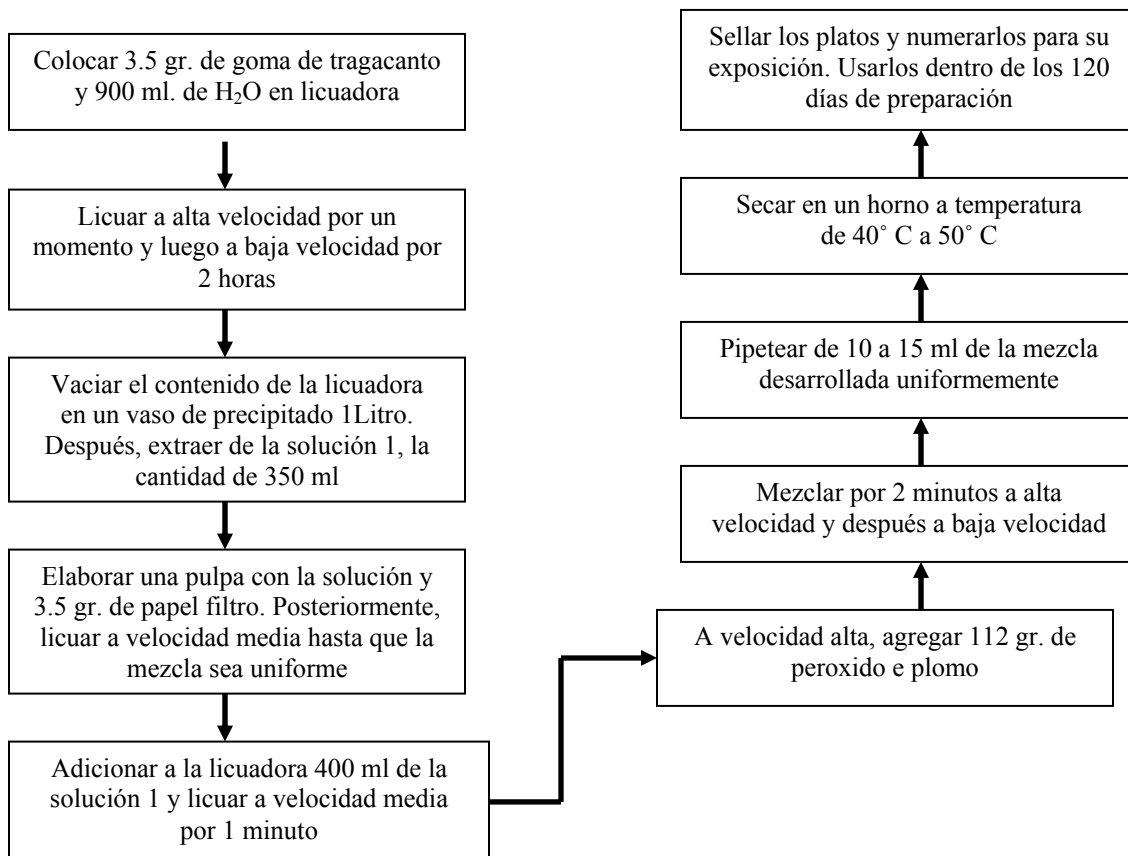 Colocar 3.5 gr. de goma de tragacanto
y 900 ml. de H₂O en licuadora
Licuar a alta velocidad por un
momento y luego a baja velocidad por
2 horas
Vaciar el contenido de la licuadora
en un vaso de precipitado 1Litro.
Después, extraer de la solución 1, la
cantidad de 350 ml
Elaborar una pulpa con la solución y
3.5 gr. de papel filtro. Posteriormente,
licuar a velocidad media hasta que la
mezcla sea uniforme
Adicionar a la licuadora 400 ml de la
solución 1 y licuar a velocidad media
por 1 minuto
A velocidad alta, agregar 112 gr. de
peroxido e plomo
Mezclar por 2 minutos a alta
velocidad y después a baja velocidad
Pipetear de 10 a 15 ml de la mezcla
desarrollada uniformemente
Secar en un horno a temperatura
de 40˚ C a 50˚ C
Sellar los platos y numerarlos para su
exposición. Usarlos dentro de los 120
días de preparación